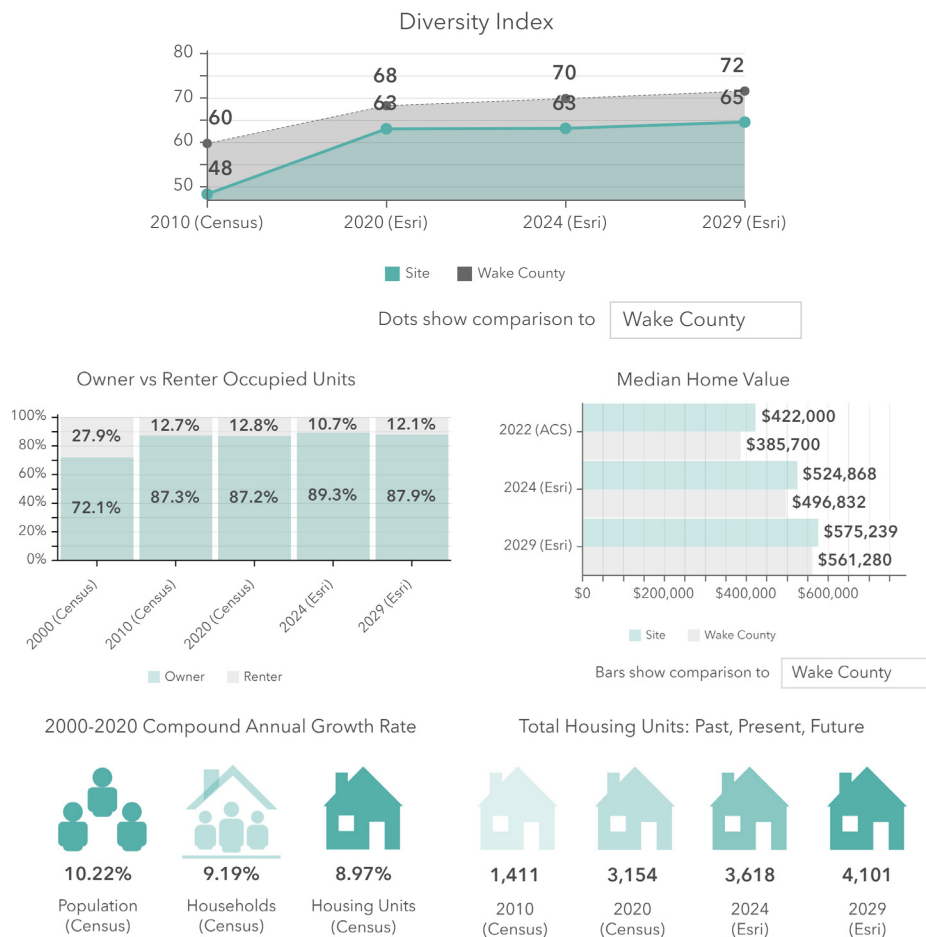 Diversity Index
80
70
60
50
60
68
70
72
48
63
63
65
2010 (Census)
2020 (Esri)
2024 (Esri)
2029 (Esri)
Site
Wake County
Dots show comparison to
Wake County
Owner vs Renter Occupied Units
100%
80%
60%
40%
20%
0%
27.9%
12.7%
12.8%
10.7%
12.1%
72.1%
87.3%
87.2%
89.3%
87.9%
2000 (Census)
2010 (Census)
2020 (Census)
2024 (Esri)
2029 (Esri)
Owner
Renter
Median Home Value
2022 (ACS)
$422,000
$385,700
2024 (Esri)
$524,868
$496,832
2029 (Esri)
$575,239
$561,280
$0
$200,000
$400,000
$600,000
Site
Wake County
Bars show comparison to
Wake County
2000-2020 Compound Annual Growth Rate
10.22%
Population
(Census)
9.19%
Households
(Census)
8.97%
Housing Units
(Census)
Total Housing Units: Past, Present, Future
1,411
2010
(Census)
3,154
2020
(Census)
3,618
2024
(Esri)
4,101
2029
(Esri)